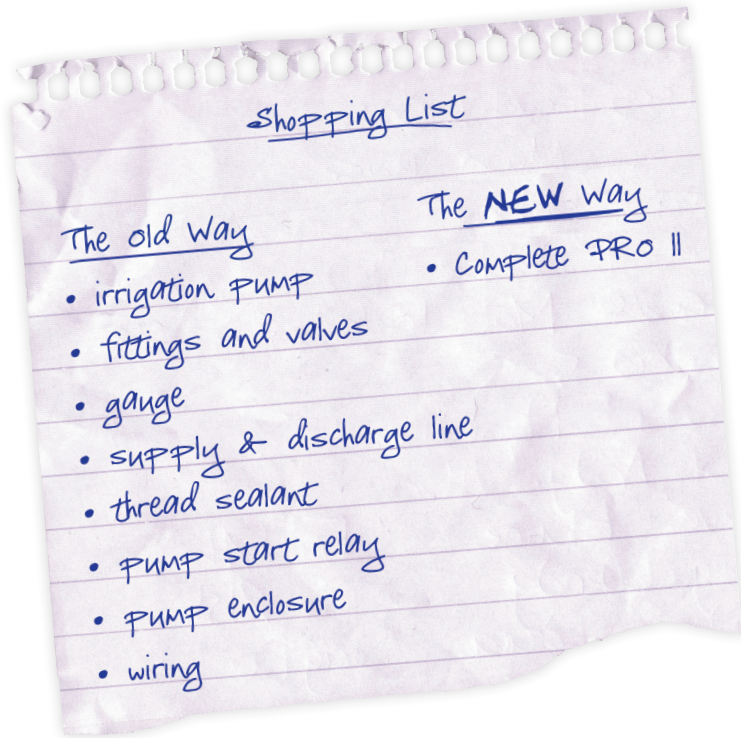 Shopping List
The Old Way
• irrigation pump
• fittings and valves
• gauge
• supply & discharge line
• thread sealant
• pump start relay
• pump enclosure
• wiring
The NEW Way
• Complete PRO II